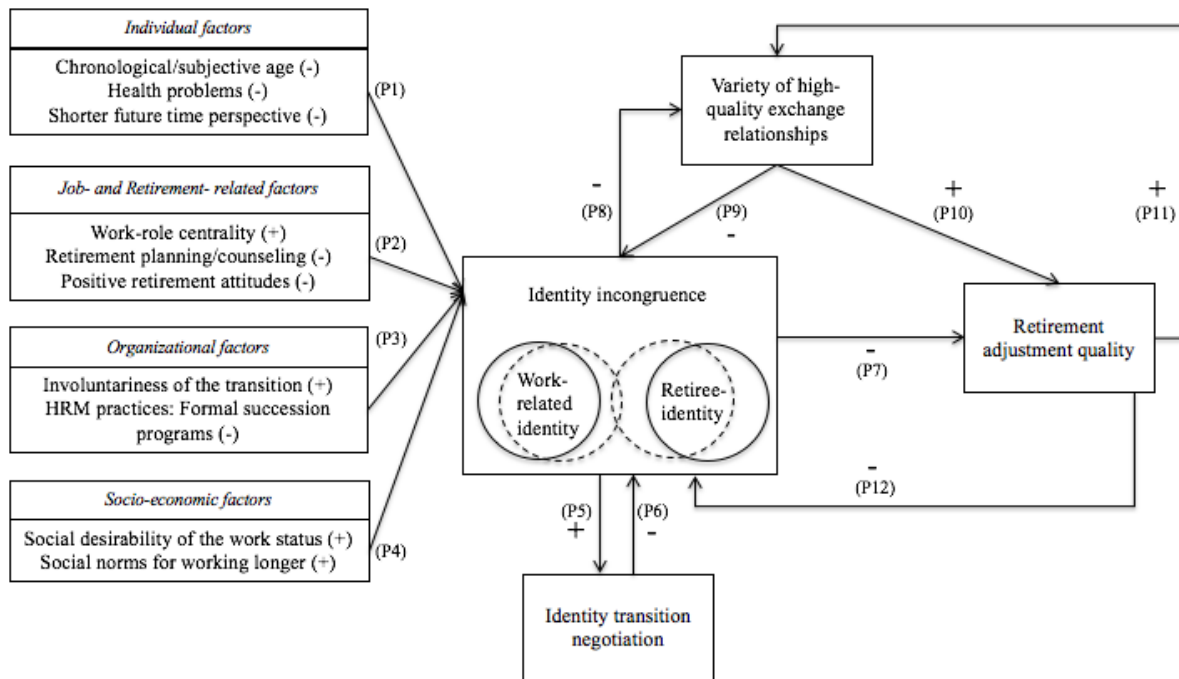 Individual factors
Chronological/subjective age (-)
Health problems (-)
Shorter future time perspective (-)
(P1)
Job- and Retirement- related factors
Work-role centrality (+)
Retirement planning/counseling (-)
Positive retirement attitudes (-)
(P2)
Organizational factors
Involuntariness of the transition (+)
HRM practices: Formal succession
programs (-)
(P3)
Socio-economic factors
Social desirability of the work status (+)
Social norms for working longer (+)
(P4)
Variety of high-
quality exchange
relationships
-
(P8)
(P9)
-
+
(P10)
+
(P11)
Identity incongruence
Work-
related
identity
Retiree-
identity
-
(P7)
Retirement
adjustment quality
-
(P12)
(P5)
+
(P6)
-
Identity transition
negotiation